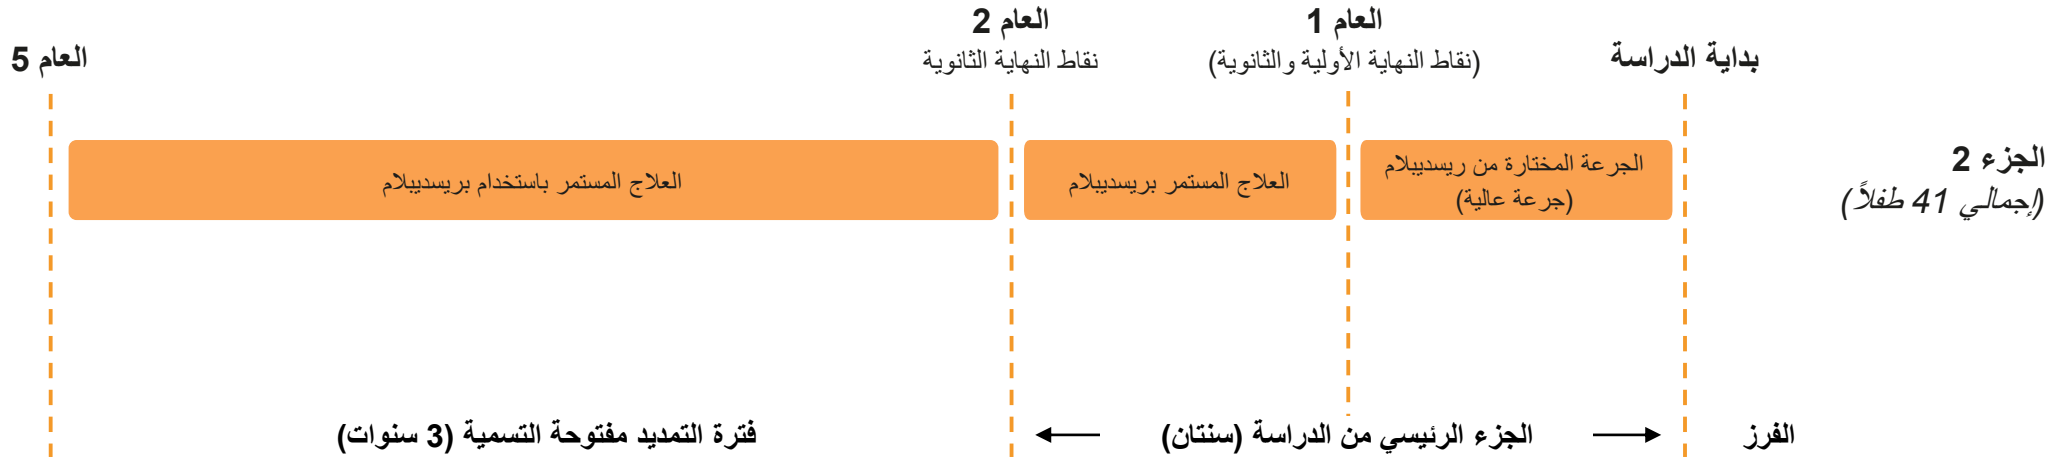 بداية الدراسة
العام 1
(نقاط النهاية الأولية والثانوية)
العام 2
نقاط النهاية الثانوية
العام 5
الجزء 2
(إجمالي 41 طفلاً)
الجرعة المختارة من ريسديبلام
(جرعة عالية)
العلاج المستمر بريسديبلام
العلاج المستمر باستخدام بريسديبلام
الفرز
الجزء الرئيسي من الدراسة (سنتان)
فترة التمديد مفتوحة التسمية (3 سنوات)